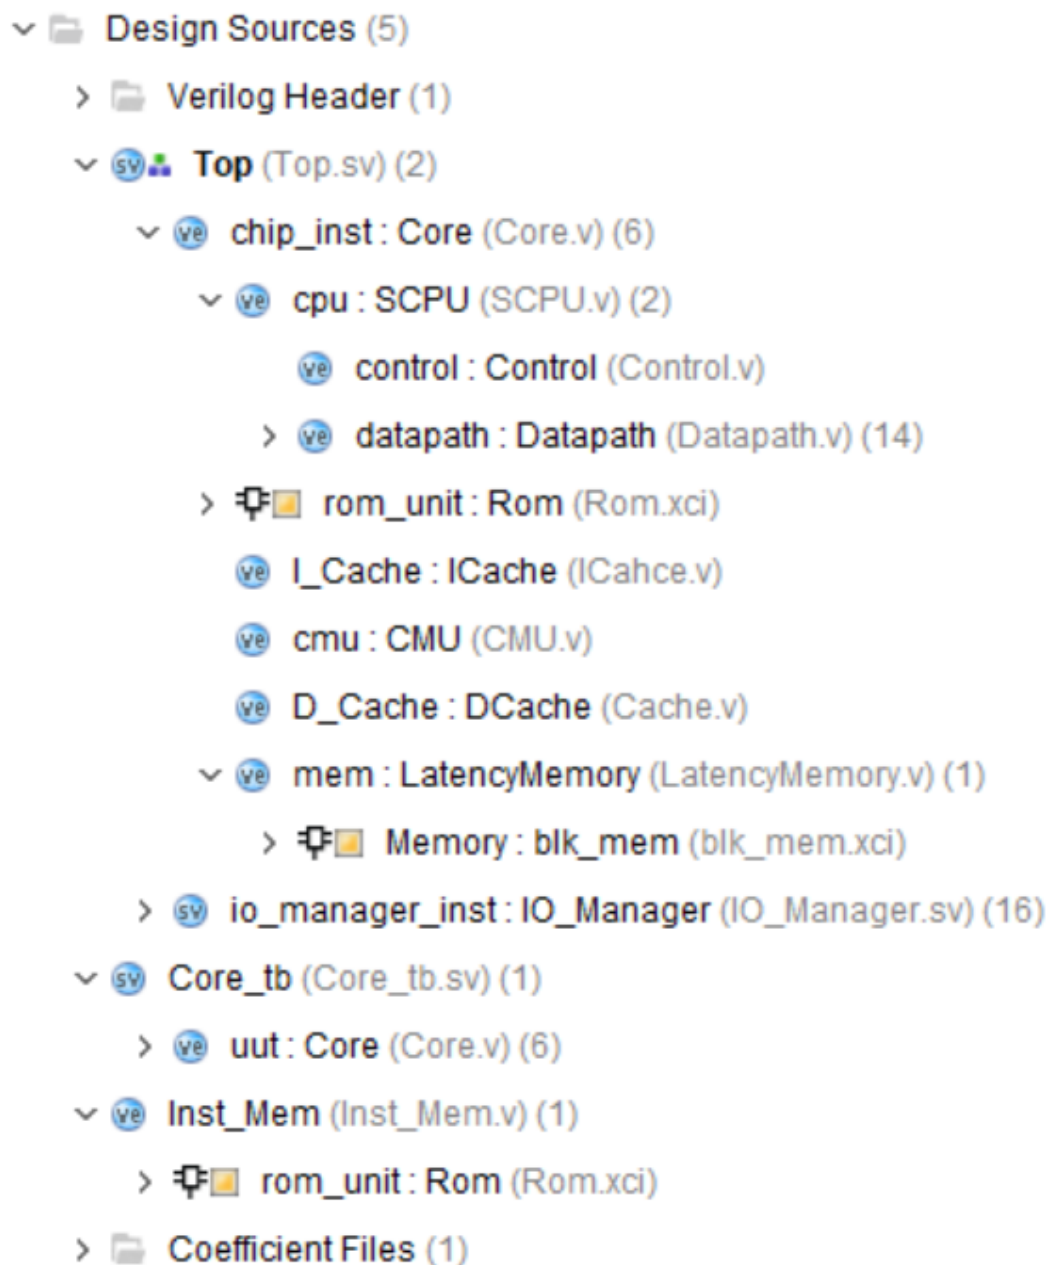 Design Sources (5)
Verilog Header (1)
Top (Top.sv) (2)
chip_inst : Core (Core.v) (6)
cpu : SCPU (SCPU.v) (2)
control : Control (Control.v)
datapath : Datapath (Datapath.v) (14)
rom_unit : Rom (Rom.xci)
I_Cache : ICache (ICahce.v)
cmu : CMU (CMU.v)
D_Cache : DCache (Cache.v)
mem : LatencyMemory (LatencyMemory.v) (1)
Memory : blk_mem (blk_mem.xci)
io_manager_inst : IO_Manager (IO_Manager.sv) (16)
Core_tb (Core_tb.sv) (1)
uut : Core (Core.v) (6)
Inst_Mem (Inst_Mem.v) (1)
rom_unit : Rom (Rom.xci)
Coefficient Files (1)